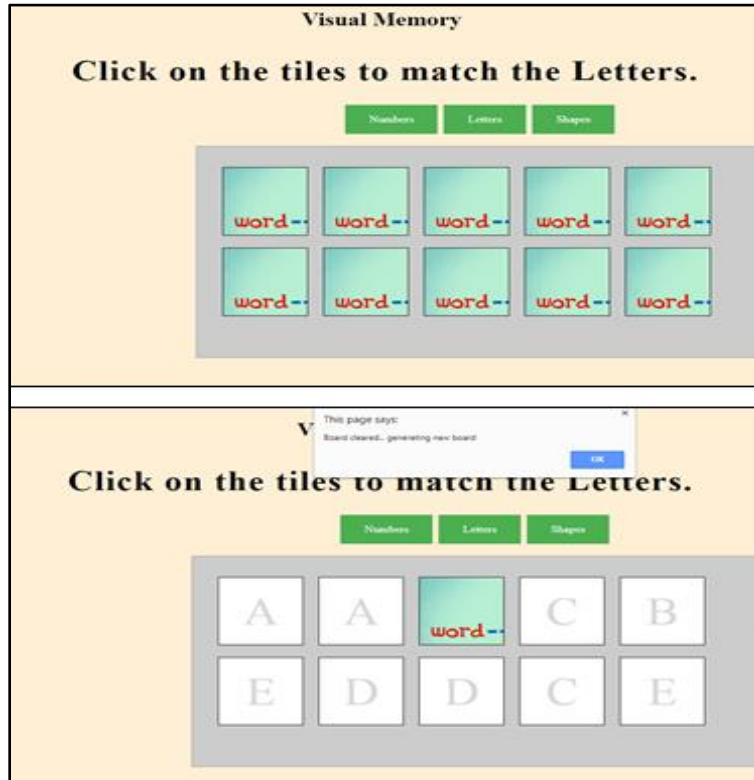 Visual Memory
Click on the tiles to match the Letters.
Numbers Letters Shapes
word-- word-- word-- word-- word--
word-- word-- word-- word-- word--
V
This page says:
Board cleared... generating new board
OK
Click on the tiles to match the Letters.
Numbers Letters Shapes
A A word-- C B
E D D C E